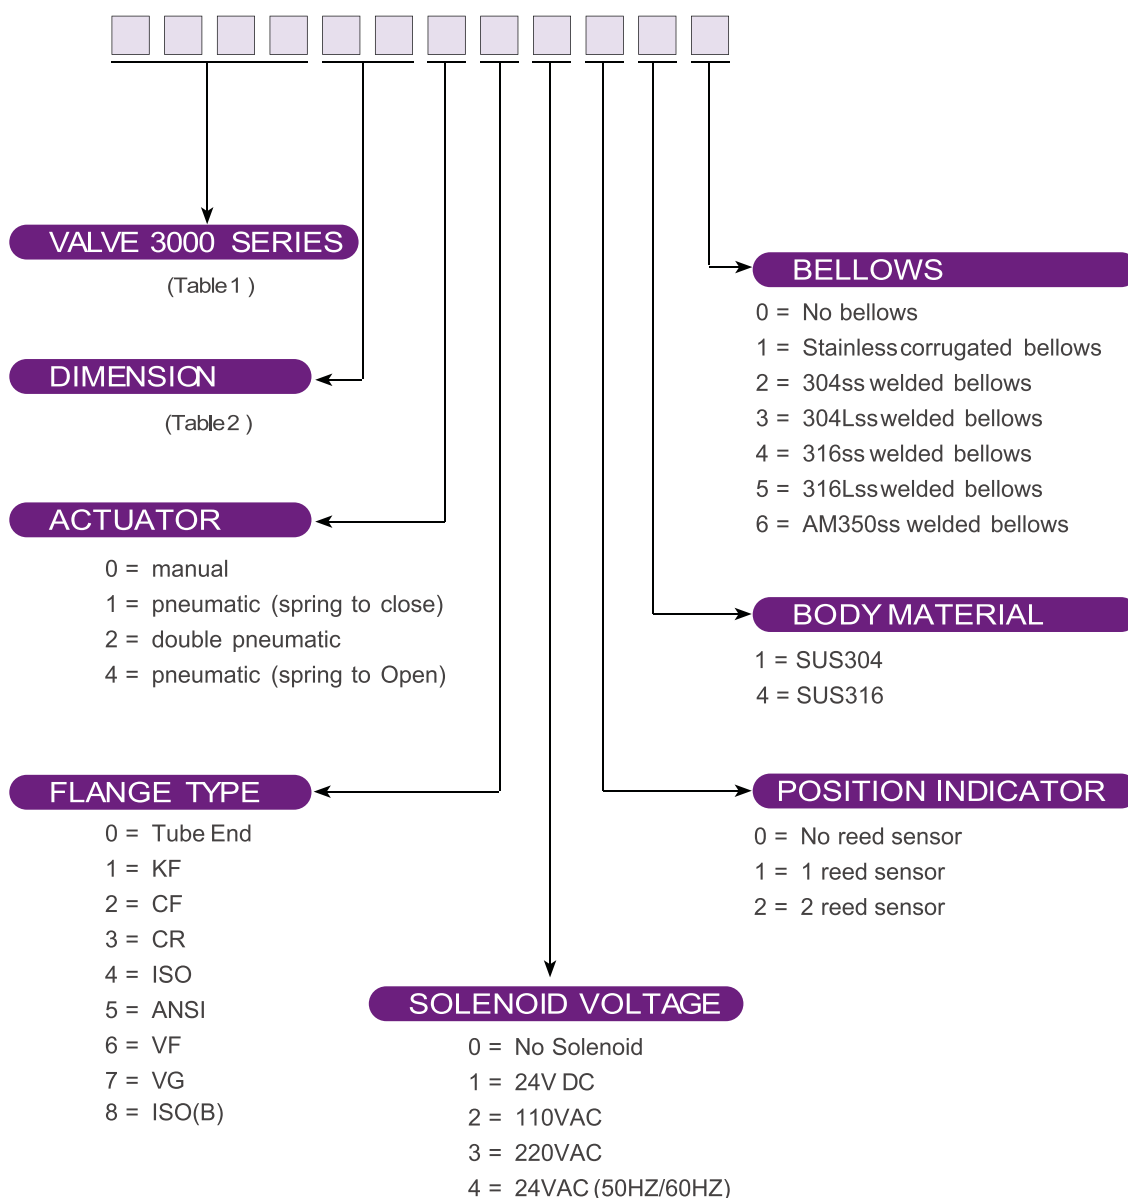 VALVE 3000 SERIES
(Table 1 )
DIMENSION
(Table 2 )
ACTUATOR
0 = manual
1 = pneumatic (spring to close)
2 = double pneumatic
4 = pneumatic (spring to Open)
FLANGE TYPE
0 = Tube End
1 = KF
2 = CF
3 = CR
4 = ISO
5 = ANSI
6 = VF
7 = VG
8 = ISO(B)
SOLENOID VOLTAGE
0 = No Solenoid
1 = 24V DC
2 = 110VAC
3 = 220VAC
4 = 24VAC (50HZ/60HZ)
BELLOWS
0 = No bellows
1 = Stainless corrugated bellows
2 = 304ss welded bellows
3 = 304Lss welded bellows
4 = 316ss welded bellows
5 = 316Lss welded bellows
6 = AM350ss welded bellows
BODY MATERIAL
1 = SUS304
4 = SUS316
POSITION INDICATOR
0 = No reed sensor
1 = 1 reed sensor
2 = 2 reed sensor